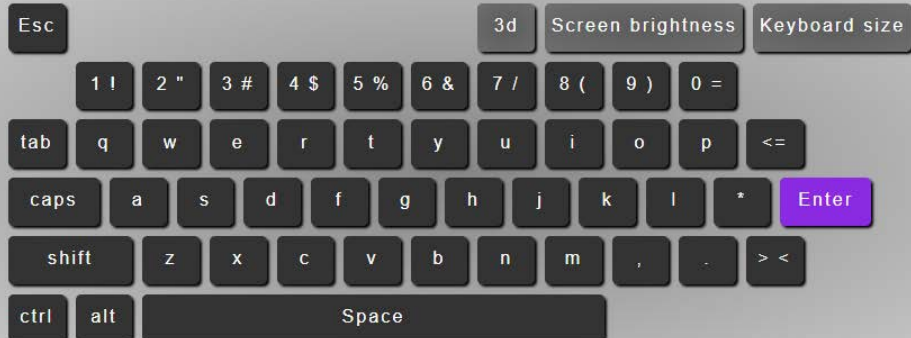 Esc 3d Screen brightness Keyboard size
1 ! 2 " 3 # 4 $ 5 % 6 & 7 / 8 ( 9 ) 0 =
tab q w e r t y u i o p <=
caps a s d f g h j k l * Enter
shift z x c v b n m , . > <
ctrl alt Space